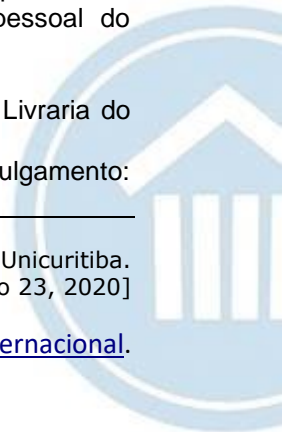 pessoal do
Livraria do
ulgamento:
Unicuritiba.
o 23, 2020]
ernacional.